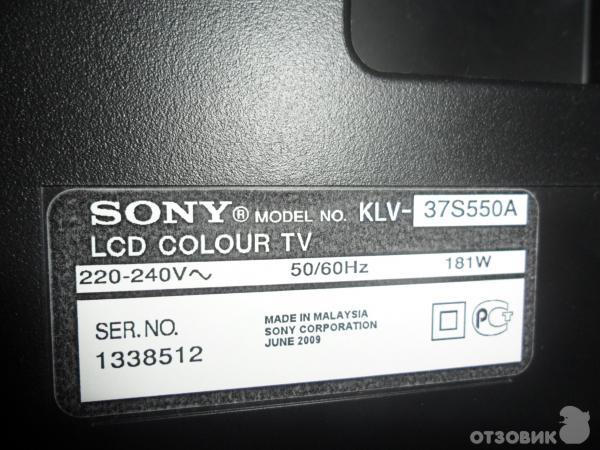 SONY® MODEL NO. KLV-37S550A
LCD COLOUR TV
220-240V~ 50/60Hz 181W
SER.NO.
1338512
MADE IN MALAYSIA
SONY CORPORATION
JUNE 2009
РСТ
ОТЗОВИК